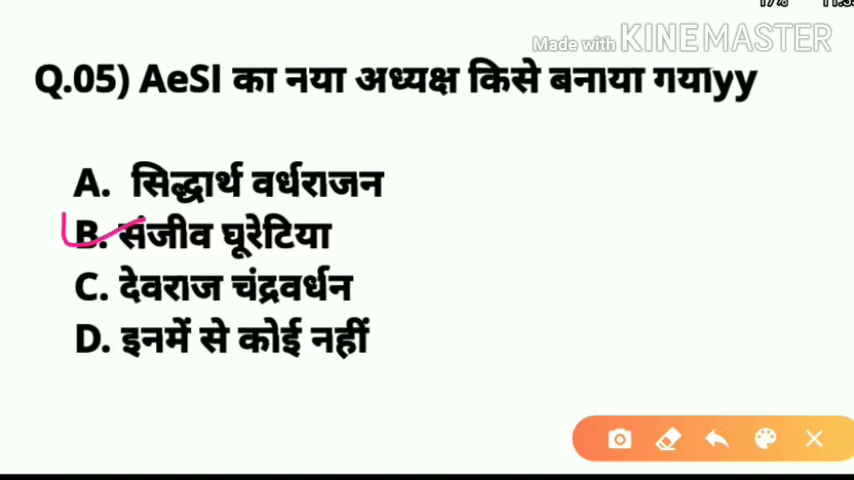 Made with KINEMASTER
Q.05) AeSI का नया अध्यक्ष किसे बनाया गयाyy
A. सिद्धार्थ वर्धराजन
B. संजीव घूरेटिया
C. देवराज चंद्रवर्धन
D. इनमें से कोई नहीं